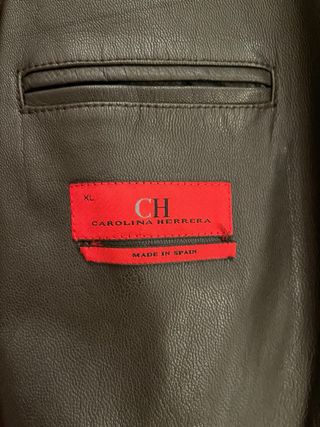 XL
CH
CAROLINA HERRERA
MADE IN SPAIN